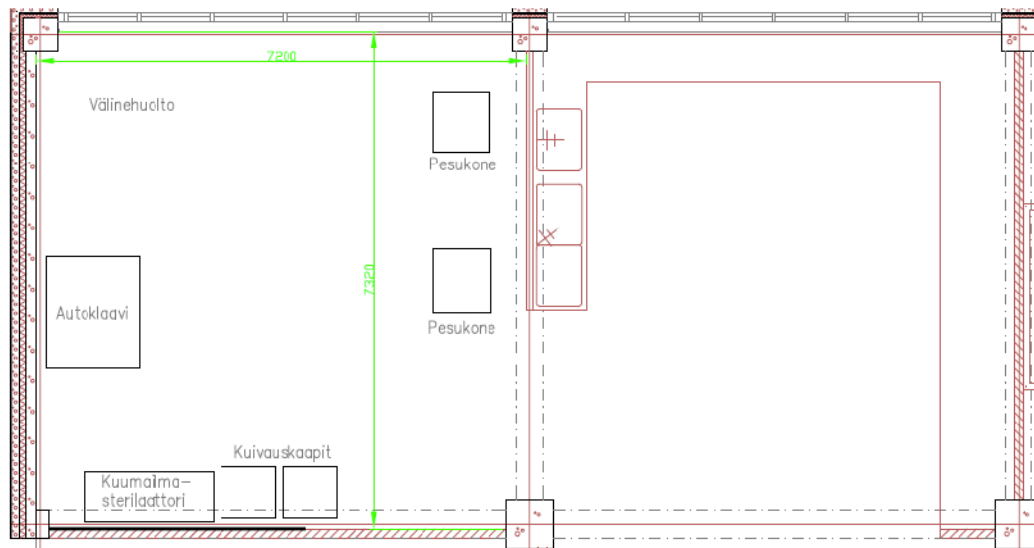 7200
Välinehuolto
Pesukone
7320
Autoklaavi
Pesukone
Kuivauskaapit
Kuumailma-
sterilaattori